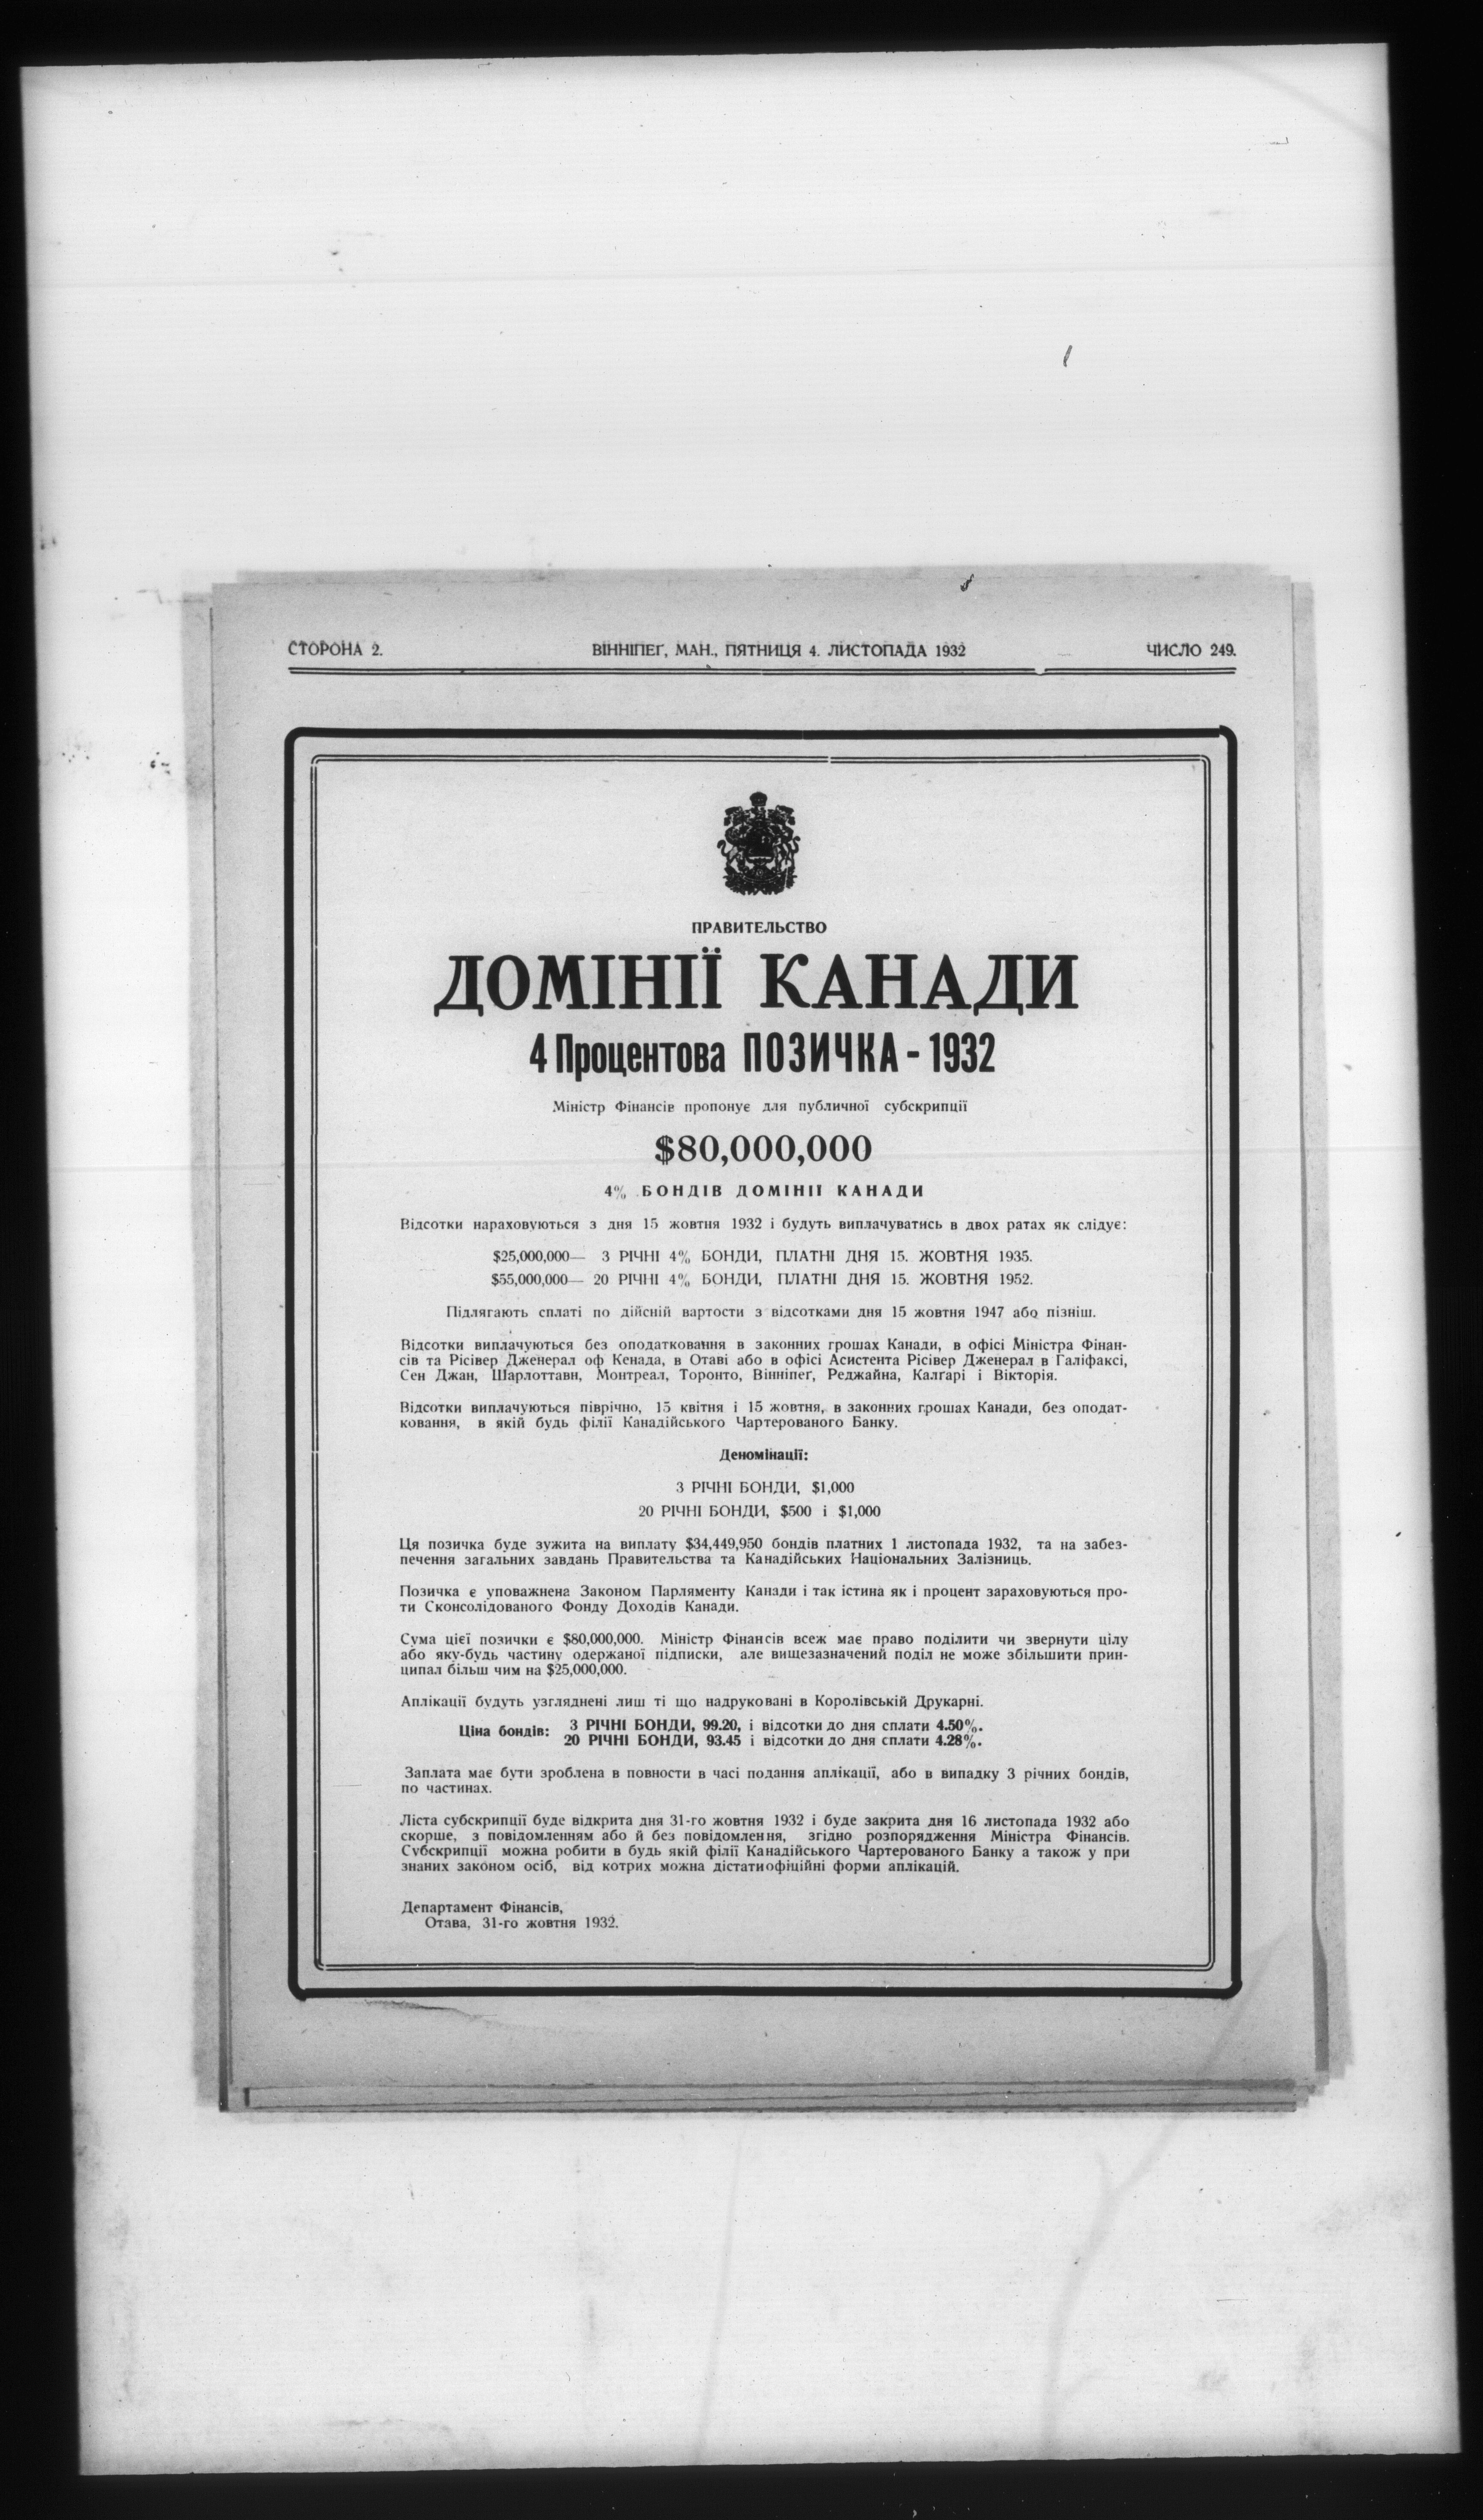 СТОРОНА 2.
ВІННІПЕҐ, МАН., ПЯТНИЦЯ 4. ЛИСТОПАДА 1932
ЧИСЛО 249.
ПРАВИТЕЛЬСТВО
ДОМІНІЇ КАНАДИ
4 Процентова ПОЗИЧКА - 1932
Міністр Фінансів пропонує для публичної субскрипції
$80,000,000
4% БОНДІВ ДОМІНІЇ КАНАДИ
Відсотки нараховуються з дня 15 жовтня 1932 і будуть виплачуватись в двох ратах як слідує:
$25,000,000— 3 РІЧНІ 4% БОНДИ, ПЛАТНІ ДНЯ 15. ЖОВТНЯ 1935.
$55,000,000— 20 РІЧНІ 4% БОНДИ, ПЛАТНІ ДНЯ 15. ЖОВТНЯ 1952.
Підлягають сплаті по дійсній вартости з відсотками дня 15 жовтня 1947 або пізніш.
Відсотки виплачуються без оподатковання в законних грошах Канади, в офісі Міністра Фінан-
сів та Рісівер Дженерал оф Кенада, в Отаві або в офісі Асистента Рісівер Дженерал в Галіфаксі,
Сен Джан, Шарлоттавн, Монтреал, Торонто, Вінніпеґ, Реджайна, Калґарі і Вікторія.
Відсотки виплачуються піврічно, 15 квітня і 15 жовтня, в законних грошах Канади, без оподат-
ковання, в якій будь філії Канадійського Чартерованого Банку.
Деномінації:
3 РІЧНІ БОНДИ, $1,000
20 РІЧНІ БОНДИ, $500 і $1,000
Ця позичка буде зужита на виплату $34,449,950 бондів платних 1 листопада 1932, та на забез-
печення загальних завдань Правительства та Канадійських Національних Залізниць.
Позичка є уповажнена Законом Парляменту Канади і так істина як і процент зараховуються про-
ти Сконсолідованого Фонду Доходів Канади.
Сума цієї позички є $80,000,000. Міністр Фінансів всеж має право поділити чи звернути цілу
або яку-будь частину одержаної підписки, але вищезазначений поділ не може збільшити прин-
ципал більш чим на $25,000,000.
Аплікації будуть узгляднені лиш ті що надруковані в Королівській Друкарні.
Ціна бондів:
3 РІЧНІ БОНДИ, 99.20, і відсотки до дня сплати 4.50%.
20 РІЧНІ БОНДИ, 93.45 і відсотки до дня сплати 4.28%.
Заплата має бути зроблена в повности в часі подання аплікації, або в випадку 3 річних бондів,
по частинах.
Ліста субскрипції буде відкрита дня 31-го жовтня 1932 і буде закрита дня 16 листопада 1932 або
скорше, з повідомленням або й без повідомлення, згідно розпорядження Міністра Фінансів.
Субскрипції можна робити в будь якій філії Канадійського Чартерованого Банку а також у при
знаних законом осіб, від котрих можна дістатиофіційні форми аплікацій.
Департамент Фінансів,
Отава, 31-го жовтня 1932.